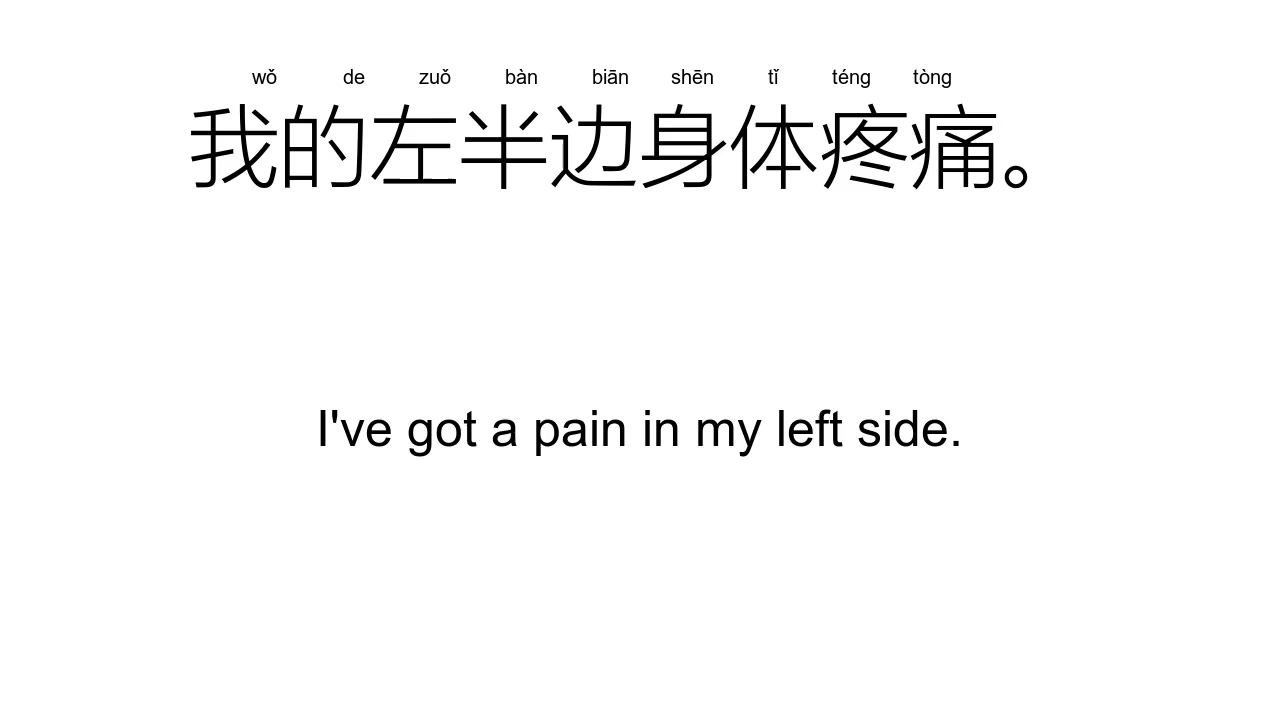 wǒ de zuǒ bàn biān shēn tǐ téng tòng
我的左半边身体疼痛。
I've got a pain in my left side.